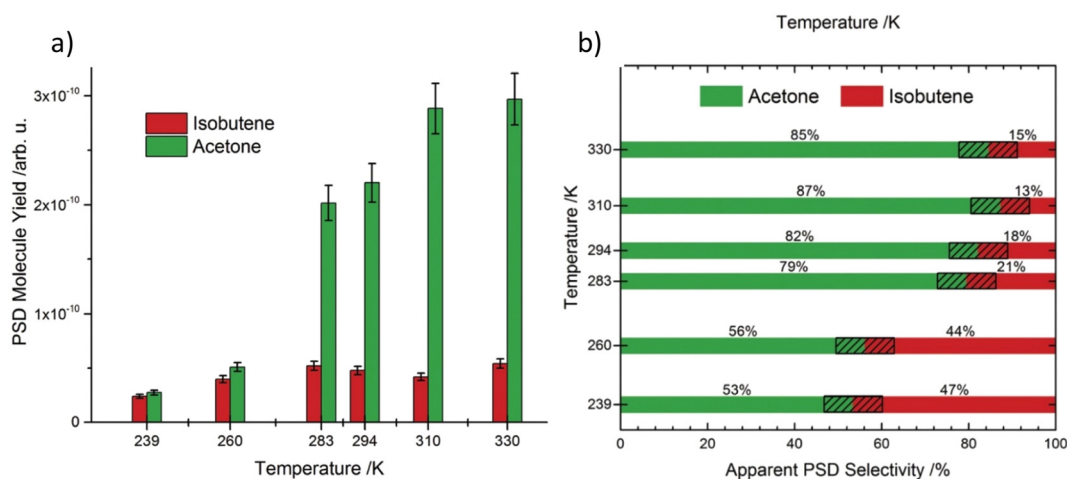 a)
PSD Molecule Yield /arb. u.
3x10⁻¹⁰
2x10⁻¹⁰
1x10⁻¹⁰
0
Isobutene
Acetone
239 260 283 294 310 330
Temperature /K
Temperature /K
b)
Acetone Isobutene
Temperature /K
330 85% 15%
310 87% 13%
294 82% 18%
283 79% 21%
260 56% 44%
239 53% 47%
0 20 40 60 80 100
Apparent PSD Selectivity /%